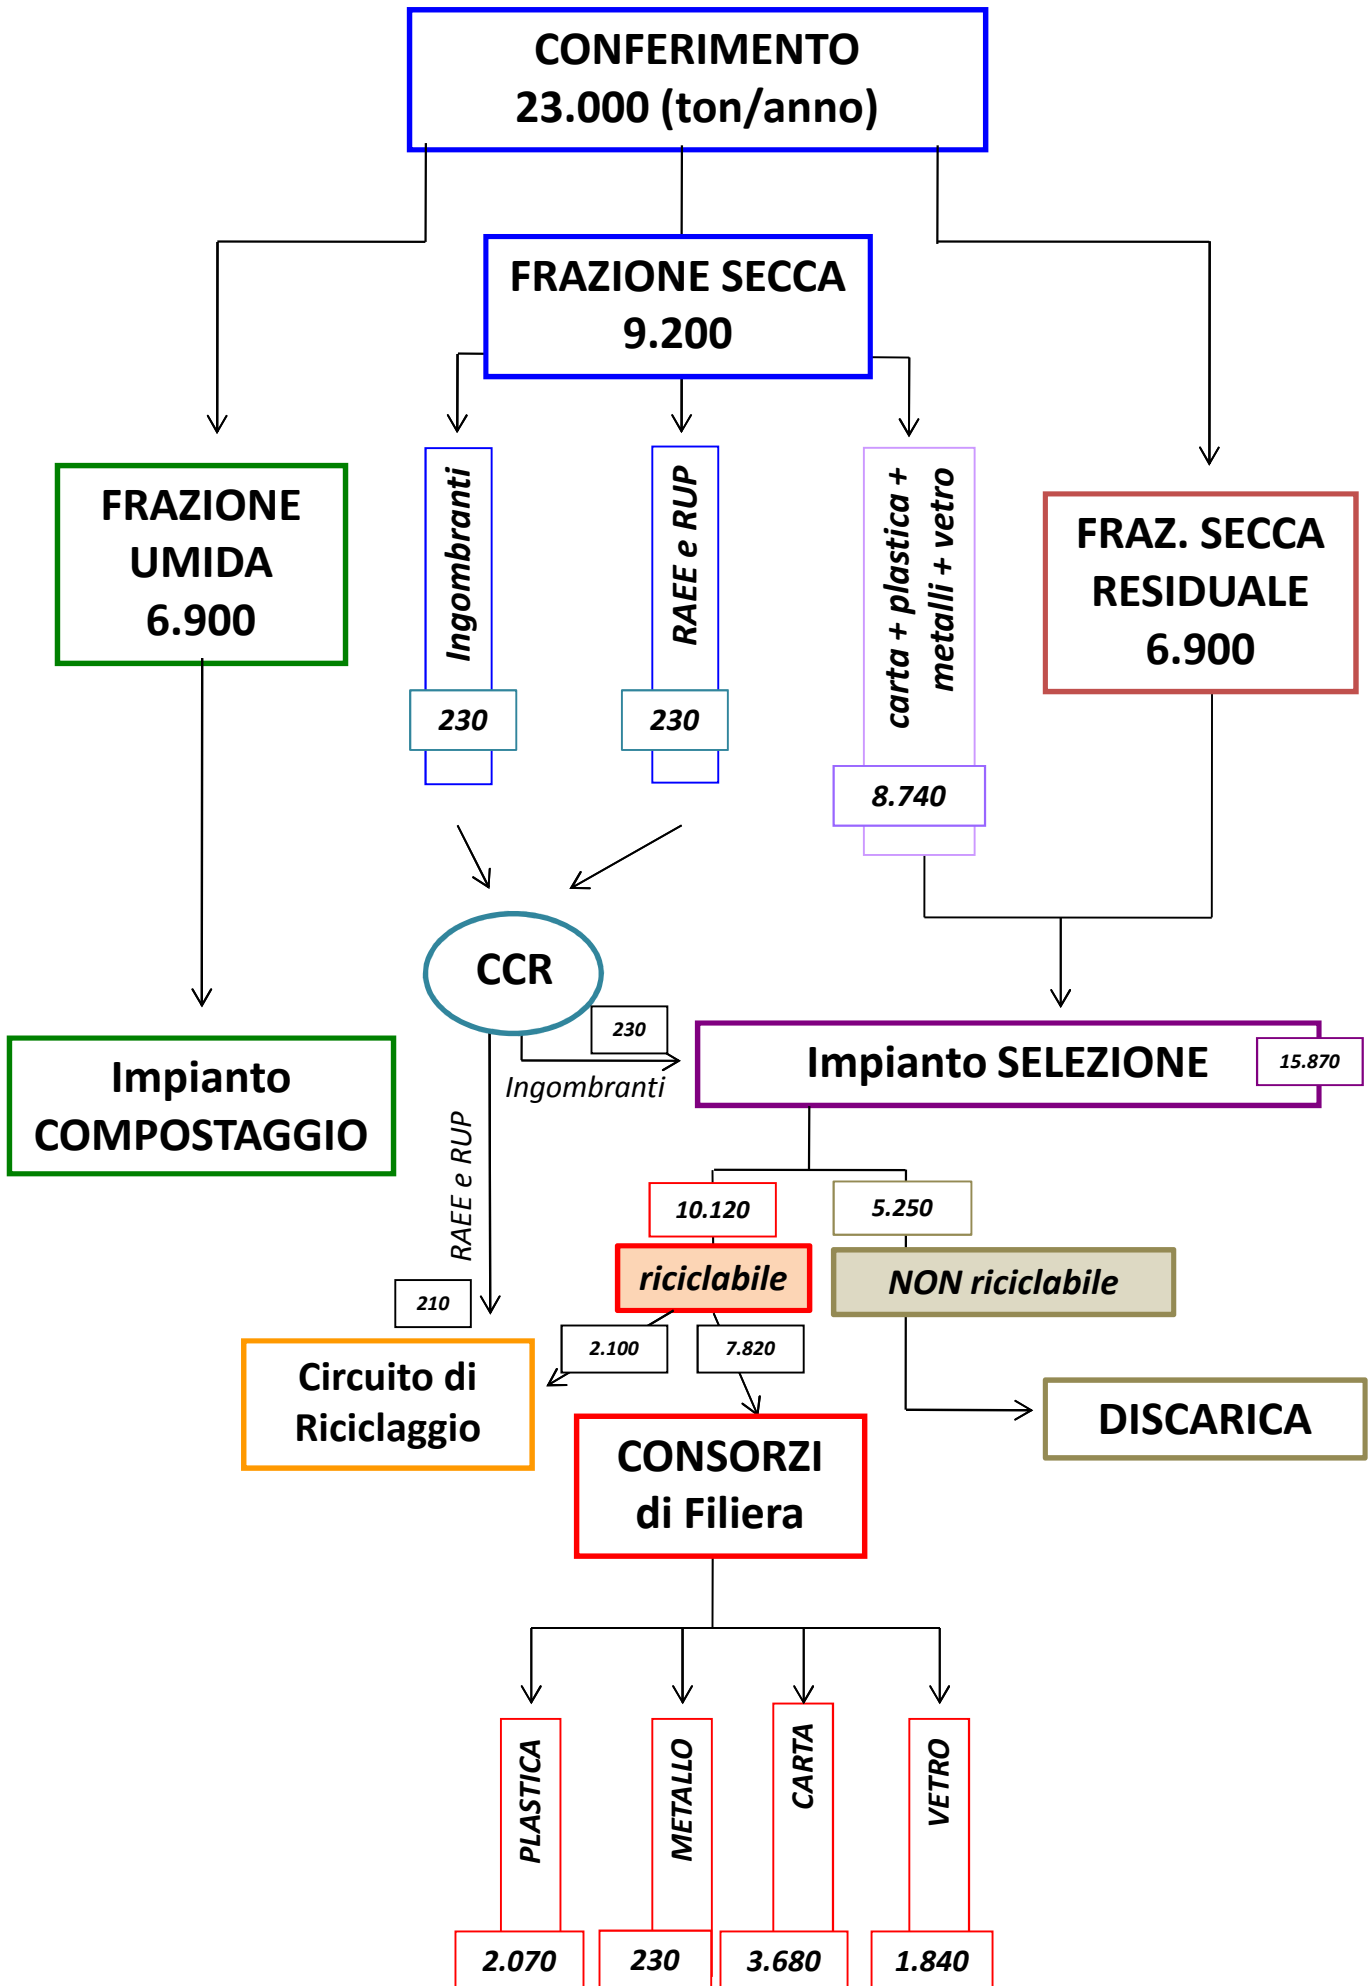 CONFERIMENTO
23.000 (ton/anno)
FRAZIONE SECCA
9.200
FRAZIONE
UMIDA
6.900
Ingombranti
230
RAEE e RUP
230
carta + plastica +
metalli + vetro
8.740
FRAZ. SECCA
RESIDUALE
6.900
CCR
230
Ingombranti
Impianto SELEZIONE
15.870
Impianto
COMPOSTAGGIO
RAEE e RUP
210
10.120
5.250
riciclabile
NON riciclabile
2.100
7.820
Circuito di
Riciclaggio
CONSORZI
di Filiera
DISCARICA
PLASTICA
METALLO
CARTA
VETRO
2.070
230
3.680
1.840